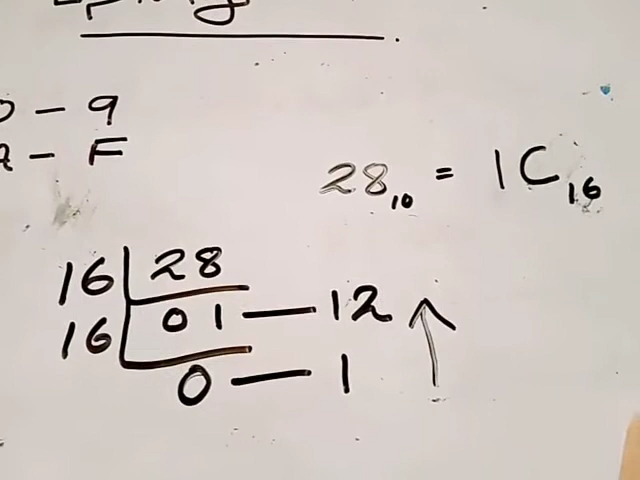 0 - 9
a - F
28₁₀ = 1C₁₆
16 28
16 01 — 12 ↑
0 — 1